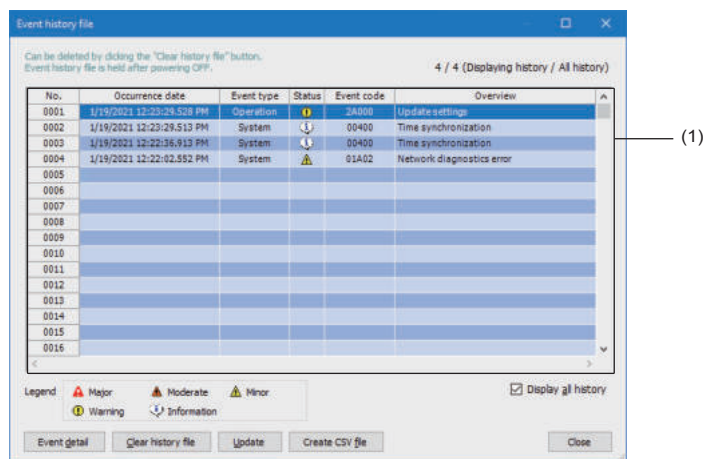 Event history file
Can be deleted by clicking the "Clear history file" button.
Event history file is held after powering OFF.
4 / 4 (Displaying history / All history)
No. Occurrence date Event type Status Event code Overview
0001 1/19/2021 12:23:29.528 PM Operation 2A000 Update settings
0002 1/19/2021 12:23:29.513 PM System 00400 Time synchronization
0003 1/19/2021 12:22:36.913 PM System 00400 Time synchronization
0004 1/19/2021 12:22:02.552 PM System 01A02 Network diagnostics error
0005
0006
0007
0008
0009
0010
0011
0012
0013
0014
0015
0016
(1)
Legend Major Moderate Minor
Warning Information
Display all history
Event detail Clear history file Update Create CSV file Close